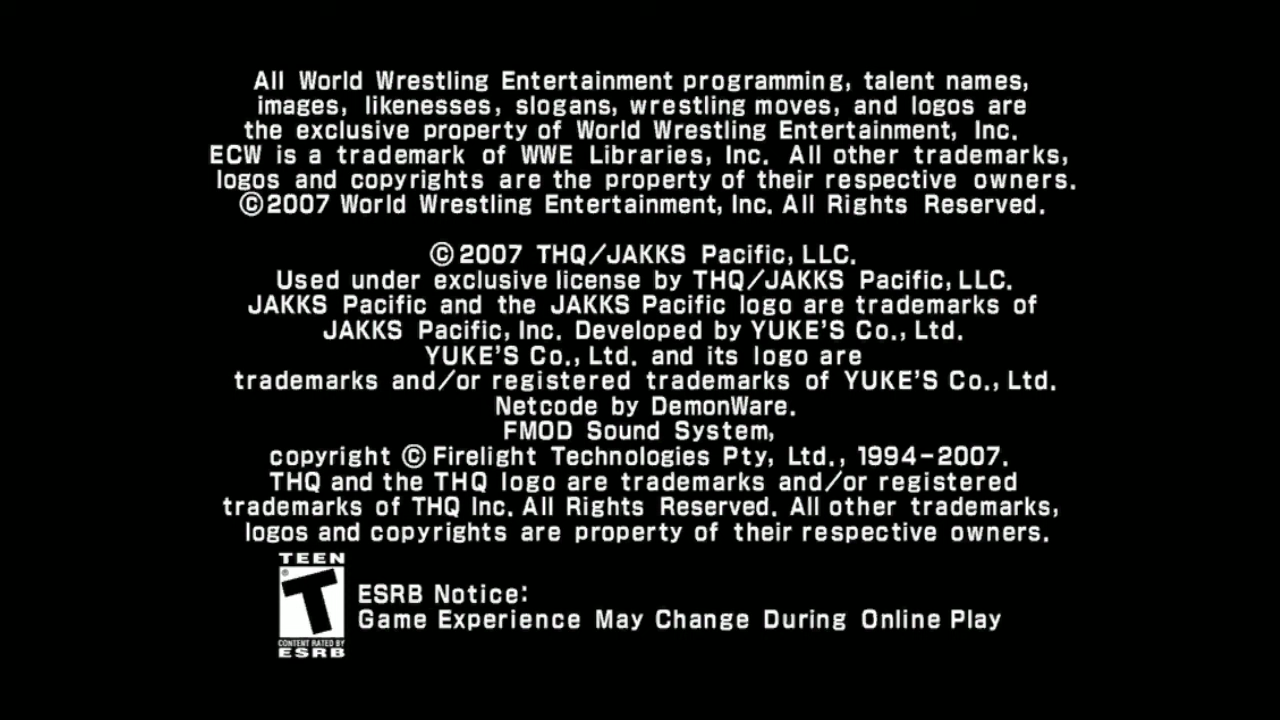 All World Wrestling Entertainment programming, talent names,
images, likenesses, slogans, wrestling moves, and logos are
the exclusive property of World Wrestling Entertainment, Inc.
ECW is a trademark of WWE Libraries, Inc. All other trademarks,
logos and copyrights are the property of their respective owners.
©2007 World Wrestling Entertainment, Inc. All Rights Reserved.
©2007 THQ/JAKKS Pacific, LLC.
Used under exclusive license by THQ/JAKKS Pacific, LLC.
JAKKS Pacific and the JAKKS Pacific logo are trademarks of
JAKKS Pacific, Inc. Developed by YUKE'S Co., Ltd.
YUKE'S Co., Ltd. and its logo are
trademarks and/or registered trademarks of YUKE'S Co., Ltd.
Netcode by DemonWare.
FMOD Sound System,
copyright © Firelight Technologies Pty, Ltd., 1994-2007.
THQ and the THQ logo are trademarks and/or registered
trademarks of THQ Inc. All Rights Reserved. All other trademarks,
logos and copyrights are property of their respective owners.
TEEN
T
®
CONTENT RATED BY
ESRB
ESRB Notice:
Game Experience May Change During Online Play